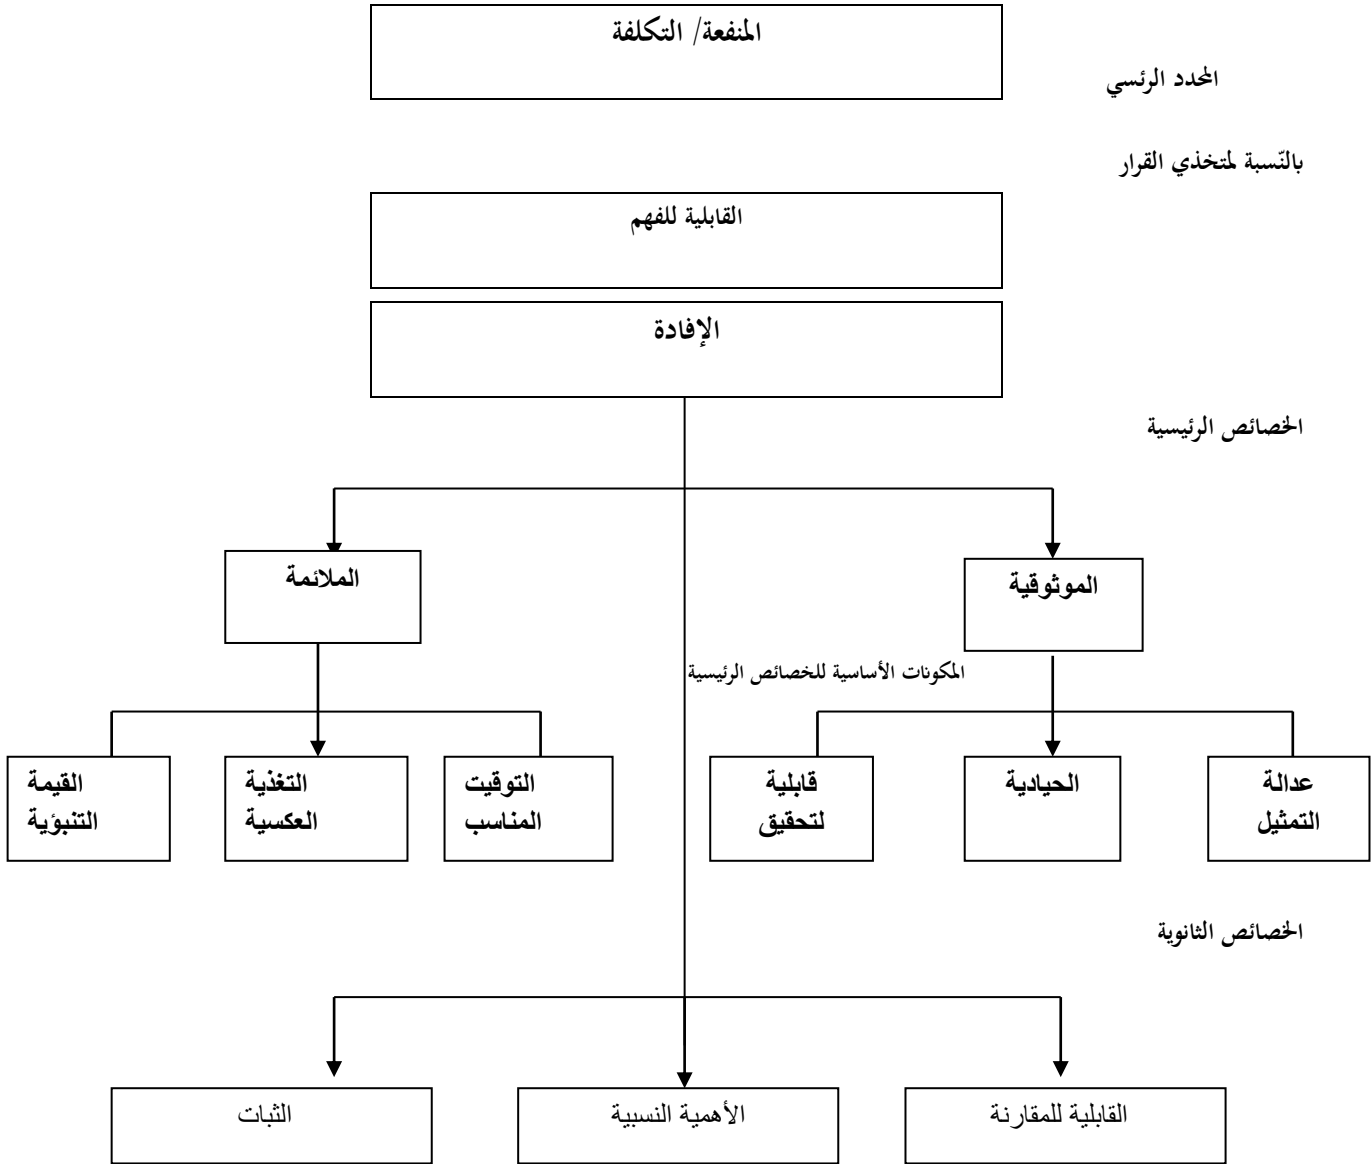 المنفعة/ التكلفة
المحدد الرئسي
بالنّسبة لمتخذي القرار
القابلية للفهم
الإفادة
الخصائص الرئيسية
الموثوقية
الملائمة
المكونات الأساسية للخصائص الرئيسية
عدالة
التمثيل
الحيادية
قابلية
لتحقيق
التوقيت
المناسب
التغذية
العكسية
القيمة
التنبؤية
الخصائص الثانوية
القابلية للمقارنة
الأهمية النسبية
الثبات